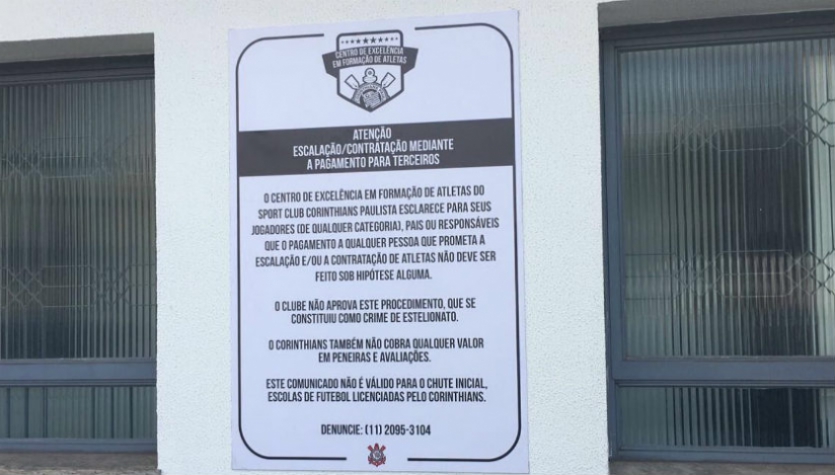 CENTRO DE EXCELÊNCIA
EM FORMAÇÃO DE ATLETAS
ATENÇÃO
ESCALAÇÃO/CONTRATAÇÃO MEDIANTE
A PAGAMENTO PARA TERCEIROS
O CENTRO DE EXCELÊNCIA EM FORMAÇÃO DE ATLETAS DO
SPORT CLUB CORINTHIANS PAULISTA ESCLARECE PARA SEUS
JOGADORES (DE QUALQUER CATEGORIA), PAIS OU RESPONSÁVEIS
QUE O PAGAMENTO A QUALQUER PESSOA QUE PROMETA A
ESCALAÇÃO E/OU A CONTRATAÇÃO DE ATLETAS NÃO DEVE SER
FEITO SOB HIPÓTESE ALGUMA.
O CLUBE NÃO APROVA ESTE PROCEDIMENTO, QUE SE
CONSTITUIU COMO CRIME DE ESTELIONATO.
O CORINTHIANS TAMBÉM NÃO COBRA QUALQUER VALOR
EM PENEIRAS E AVALIAÇÕES.
ESTE COMUNICADO NÃO É VÁLIDO PARA O CHUTE INICIAL,
ESCOLAS DE FUTEBOL LICENCIADAS PELO CORINTHIANS.
DENUNCIE: (11) 2095-3104